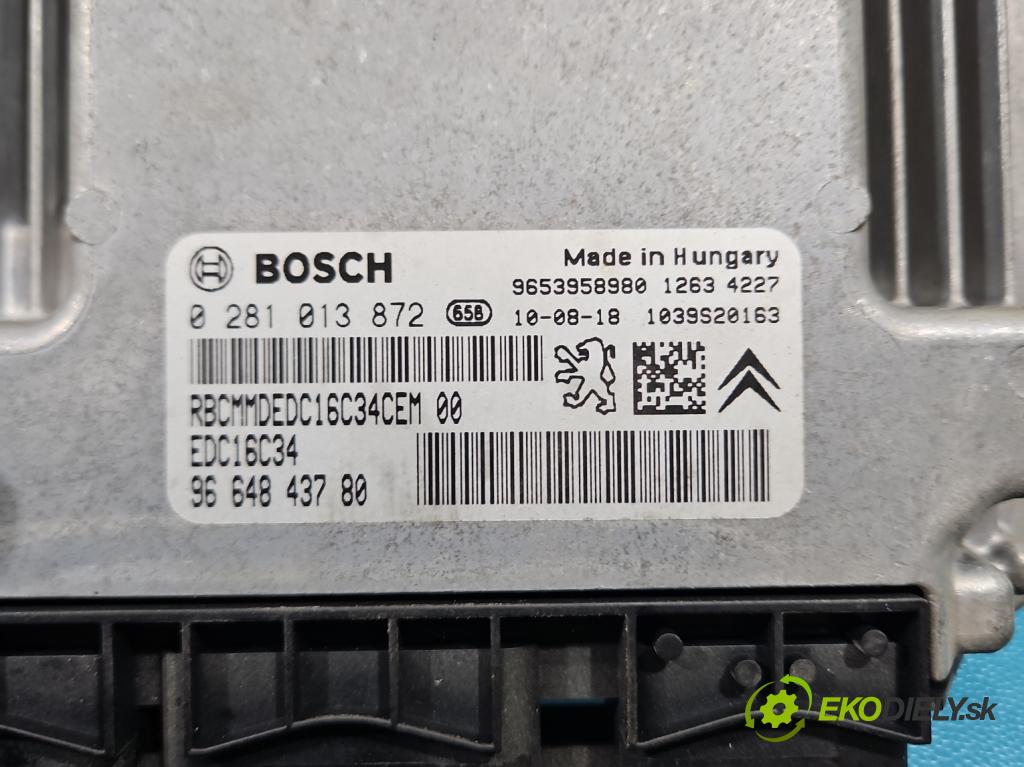 BOSCH
Made in Hungary
9653958980 1263 4227
0 281 013 872 658 10-08-18 1039S20163
RBCMMDEDC16C34CEM 00
EDC16C34
96 648 437 80
EKODIELY.sk